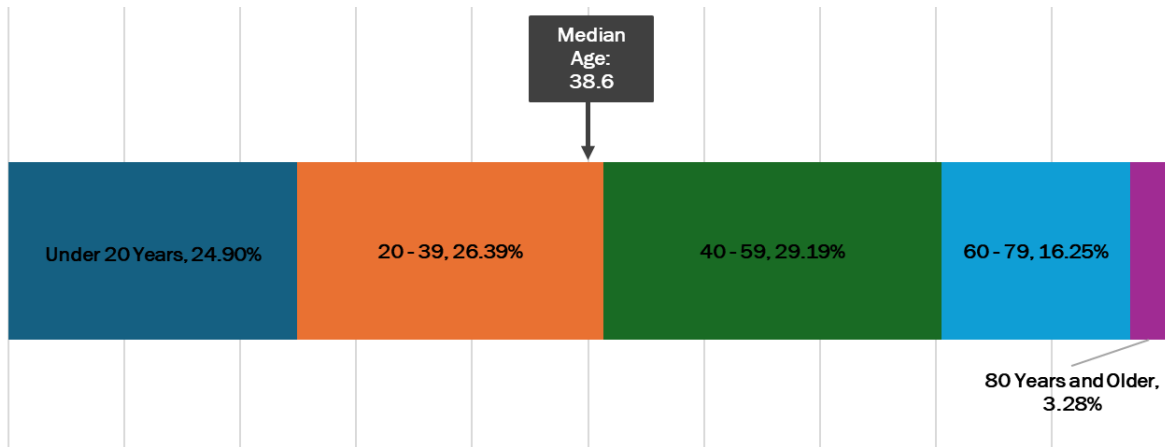 Median
Age:
38.6
Under 20 Years, 24.90%
20 - 39, 26.39%
40 - 59, 29.19%
60 - 79, 16.25%
80 Years and Older,
3.28%